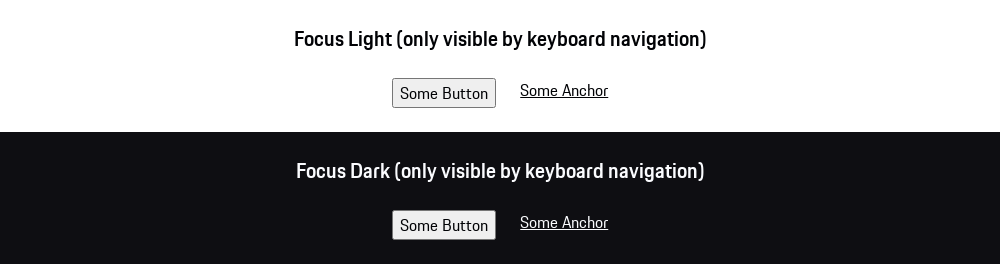 Focus Light (only visible by keyboard navigation)
Some Button Some Anchor
Focus Dark (only visible by keyboard navigation)
Some Button Some Anchor